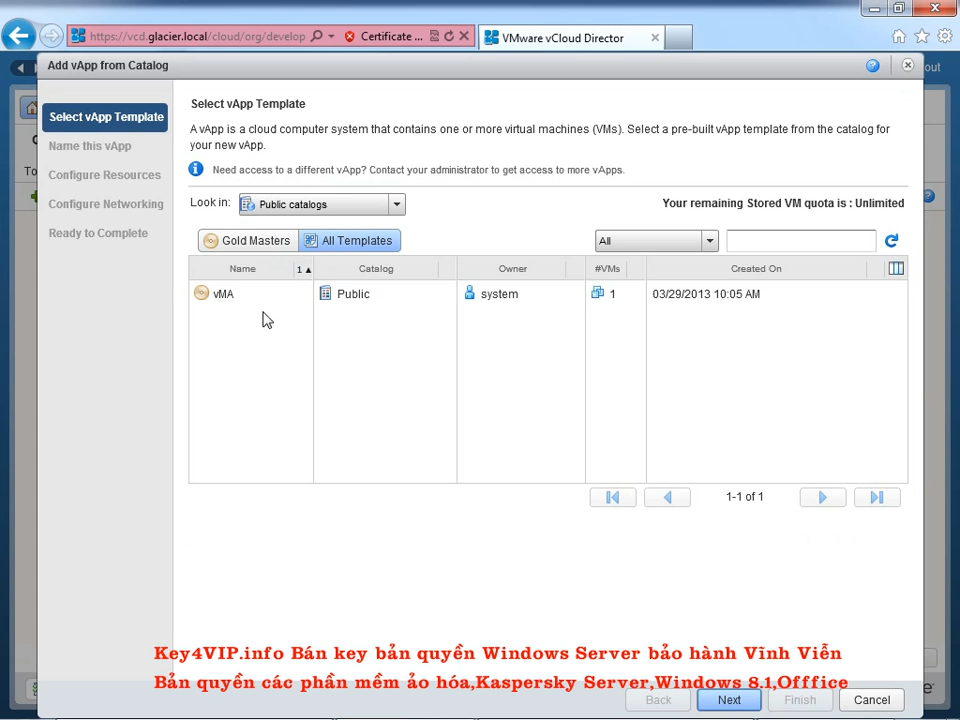 https://vcd.glacier.local/cloud/org/develop
Certificate ...
VMware vCloud Director
Add vApp from Catalog
out
Select vApp Template
Name this vApp
Configure Resources
Configure Networking
Ready to Complete
Select vApp Template
A vApp is a cloud computer system that contains one or more virtual machines (VMs). Select a pre-built vApp template from the catalog for
your new vApp.
Need access to a different vApp? Contact your administrator to get access to more vApps.
Look in: Public catalogs
Your remaining Stored VM quota is : Unlimited
Gold Masters All Templates All
Name 1 ▲ Catalog Owner #VMs Created On
vMA Public system 1 03/29/2013 10:05 AM
1-1 of 1
Key4VIP.info Bán key bản quyền Windows Server bảo hành Vĩnh Viễn
Bản quyền các phần mềm ảo hóa,Kaspersky Server,Windows 8.1,Offfice
Back Next Finish Cancel